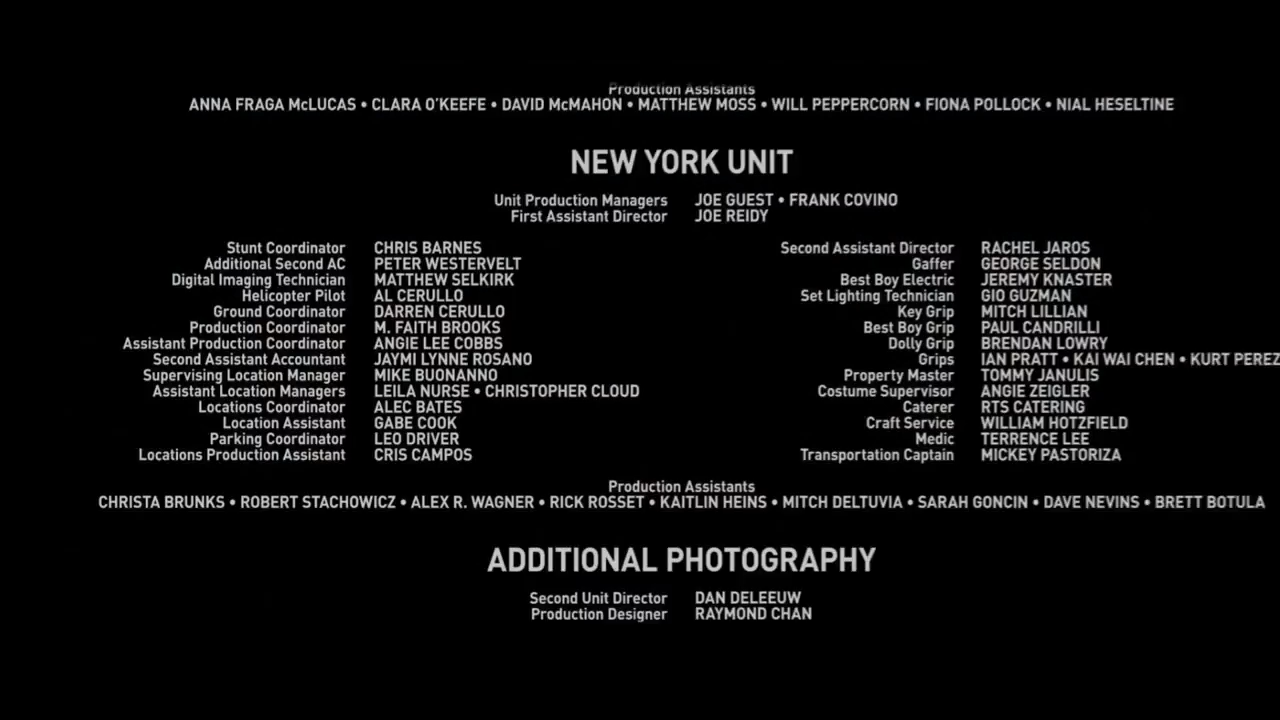 Production Assistants
ANNA FRAGA McLUCAS • CLARA O'KEEFE • DAVID McMAHON • MATTHEW MOSS • WILL PEPPERCORN • FIONA POLLOCK • NIAL HESELTINE
NEW YORK UNIT
Unit Production Managers JOE GUEST • FRANK COVINO
First Assistant Director JOE REIDY
Stunt Coordinator CHRIS BARNES
Additional Second AC PETER WESTERVELT
Digital Imaging Technician MATTHEW SELKIRK
Helicopter Pilot AL CERULLO
Ground Coordinator DARREN CERULLO
Production Coordinator M. FAITH BROOKS
Assistant Production Coordinator ANGIE LEE COBBS
Second Assistant Accountant JAYMI LYNNE ROSANO
Supervising Location Manager MIKE BUONANNO
Assistant Location Managers LEILA NURSE • CHRISTOPHER CLOUD
Locations Coordinator ALEC BATES
Location Assistant GABE COOK
Parking Coordinator LEO DRIVER
Locations Production Assistant CRIS CAMPOS
Second Assistant Director RACHEL JAROS
Gaffer GEORGE SELDON
Best Boy Electric JEREMY KNASTER
Set Lighting Technician GIO GUZMAN
Key Grip MITCH LILLIAN
Best Boy Grip PAUL CANDRILLI
Dolly Grip BRENDAN LOWRY
Grips IAN PRATT • KAI WAI CHEN • KURT PEREZ
Property Master TOMMY JANULIS
Costume Supervisor ANGIE ZEIGLER
Caterer RTS CATERING
Craft Service WILLIAM HOTZFIELD
Medic TERRENCE LEE
Transportation Captain MICKEY PASTORIZA
Production Assistants
CHRISTA BRUNKS • ROBERT STACHOWICZ • ALEX R. WAGNER • RICK ROSSET • KAITLIN HEINS • MITCH DELTUVIA • SARAH GONCIN • DAVE NEVINS • BRETT BOTULA
ADDITIONAL PHOTOGRAPHY
Second Unit Director DAN DELEEUW
Production Designer RAYMOND CHAN